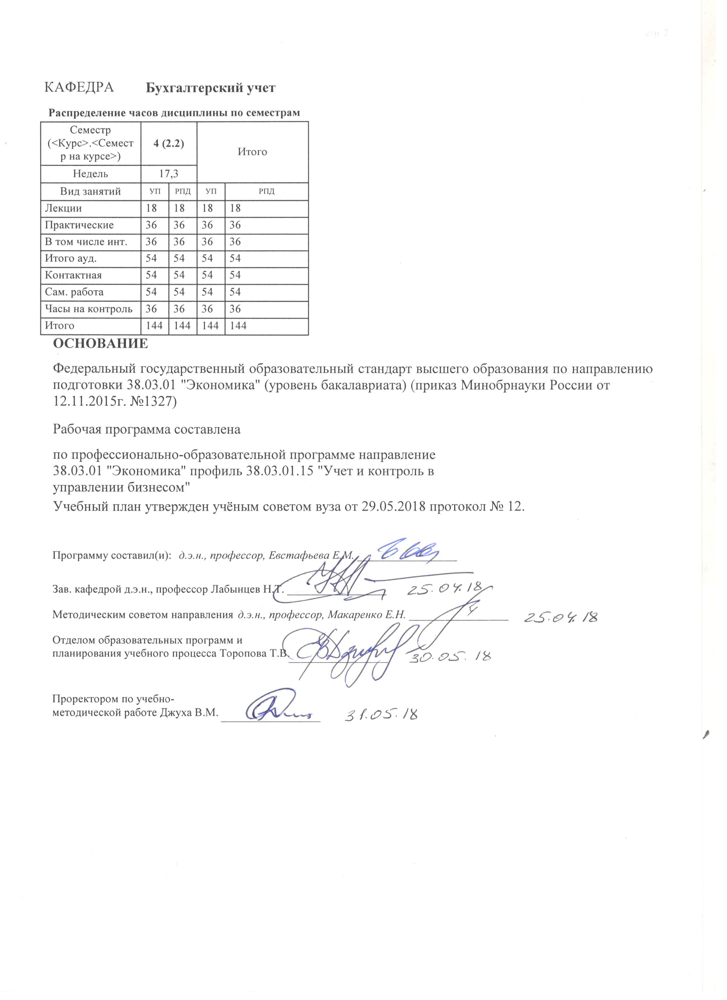 стр. 2
КАФЕДРА Бухгалтерский учет
Распределение часов дисциплины по семестрам
Семестр
(<Курс>.<Семест
р на курсе>) 4 (2.2) Итого
Недель 17,3
Вид занятий УП РПД УП РПД
Лекции 18 18 18 18
Практические 36 36 36 36
В том числе инт. 36 36 36 36
Итого ауд. 54 54 54 54
Контактная 54 54 54 54
Сам. работа 54 54 54 54
Часы на контроль 36 36 36 36
Итого 144 144 144 144
ОСНОВАНИЕ
Федеральный государственный образовательный стандарт высшего образования по направлению
подготовки 38.03.01 "Экономика" (уровень бакалавриата) (приказ Минобрнауки России от
12.11.2015г. №1327)
Рабочая программа составлена
по профессионально-образовательной программе направление
38.03.01 "Экономика" профиль 38.03.01.15 "Учет и контроль в
управлении бизнесом"
Учебный план утвержден учёным советом вуза от 29.05.2018 протокол № 12.
Программу составил(и): д.э.н., профессор, Евстафьева Е.М.
Зав. кафедрой д.э.н., профессор Лабынцев Н.Т. 25.04.18
Методическим советом направления д.э.н., профессор, Макаренко Е.Н. 25.04.18
Отделом образовательных программ и
планирования учебного процесса Торопова Т.В. 30.05.18
Проректором по учебно-
методической работе Джуха В.М. 31.05.18